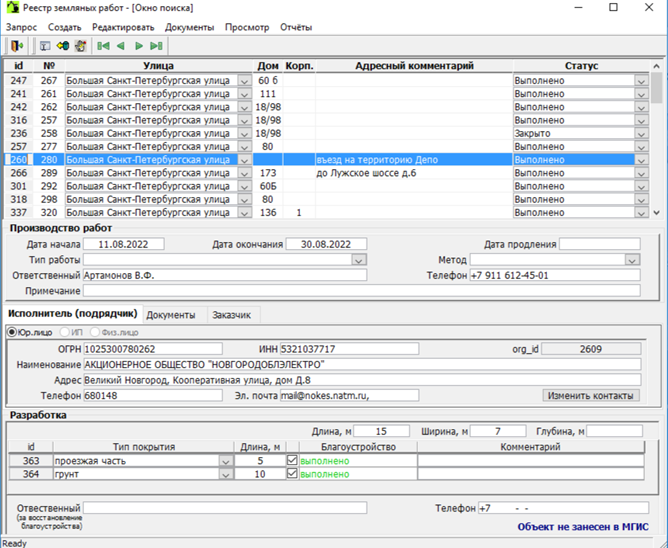 Реестр земляных работ - [Окно поиска]
Запрос Создать Редактировать Документы Просмотр Отчёты
id № Улица Дом Корп. Адресный комментарий Статус
247 267 Большая Санкт-Петербургская улица 60 б Выполнено
241 261 Большая Санкт-Петербургская улица 111 Выполнено
242 262 Большая Санкт-Петербургская улица 18/98 Выполнено
316 257 Большая Санкт-Петербургская улица 18/98 Выполнено
236 258 Большая Санкт-Петербургская улица 18/98 Закрыто
257 277 Большая Санкт-Петербургская улица 80 Выполнено
260 280 Большая Санкт-Петербургская улица въезд на территорию Депо Выполнено
266 289 Большая Санкт-Петербургская улица 173 до Лужское шоссе д.6 Выполнено
301 292 Большая Санкт-Петербургская улица 60Б Выполнено
318 298 Большая Санкт-Петербургская улица 80 Выполнено
337 320 Большая Санкт-Петербургская улица 136 1 Выполнено
Производство работ
Дата начала 11.08.2022 Дата окончания 30.08.2022 Дата продления
Тип работы Метод
Ответственный Артамонов В.Ф. Телефон +7 911 612-45-01
Примечание
Исполнитель (подрядчик) Документы Заказчик
Юр.лицо ИП Физ.лицо
ОГРН 1025300780262 ИНН 5321037717 org_id 2609
Наименование АКЦИОНЕРНОЕ ОБЩЕСТВО "НОВГОРОДОБЛЭЛЕКТРО"
Адрес Великий Новгород, Кооперативная улица, дом Д.8
Телефон 680148 Эл. почта mail@nokes.natm.ru, Изменить контакты
Разработка
Длина, м 15 Ширина, м 7 Глубина, м
id Тип покрытия Длина, м Благоустройство Комментарий
363 проезжая часть 5 выполнено
364 грунт 10 выполнено
Отвественный Телефон +7 - -
(за восстановление
благоустройства)
Объект не занесен в МГИС
Ready